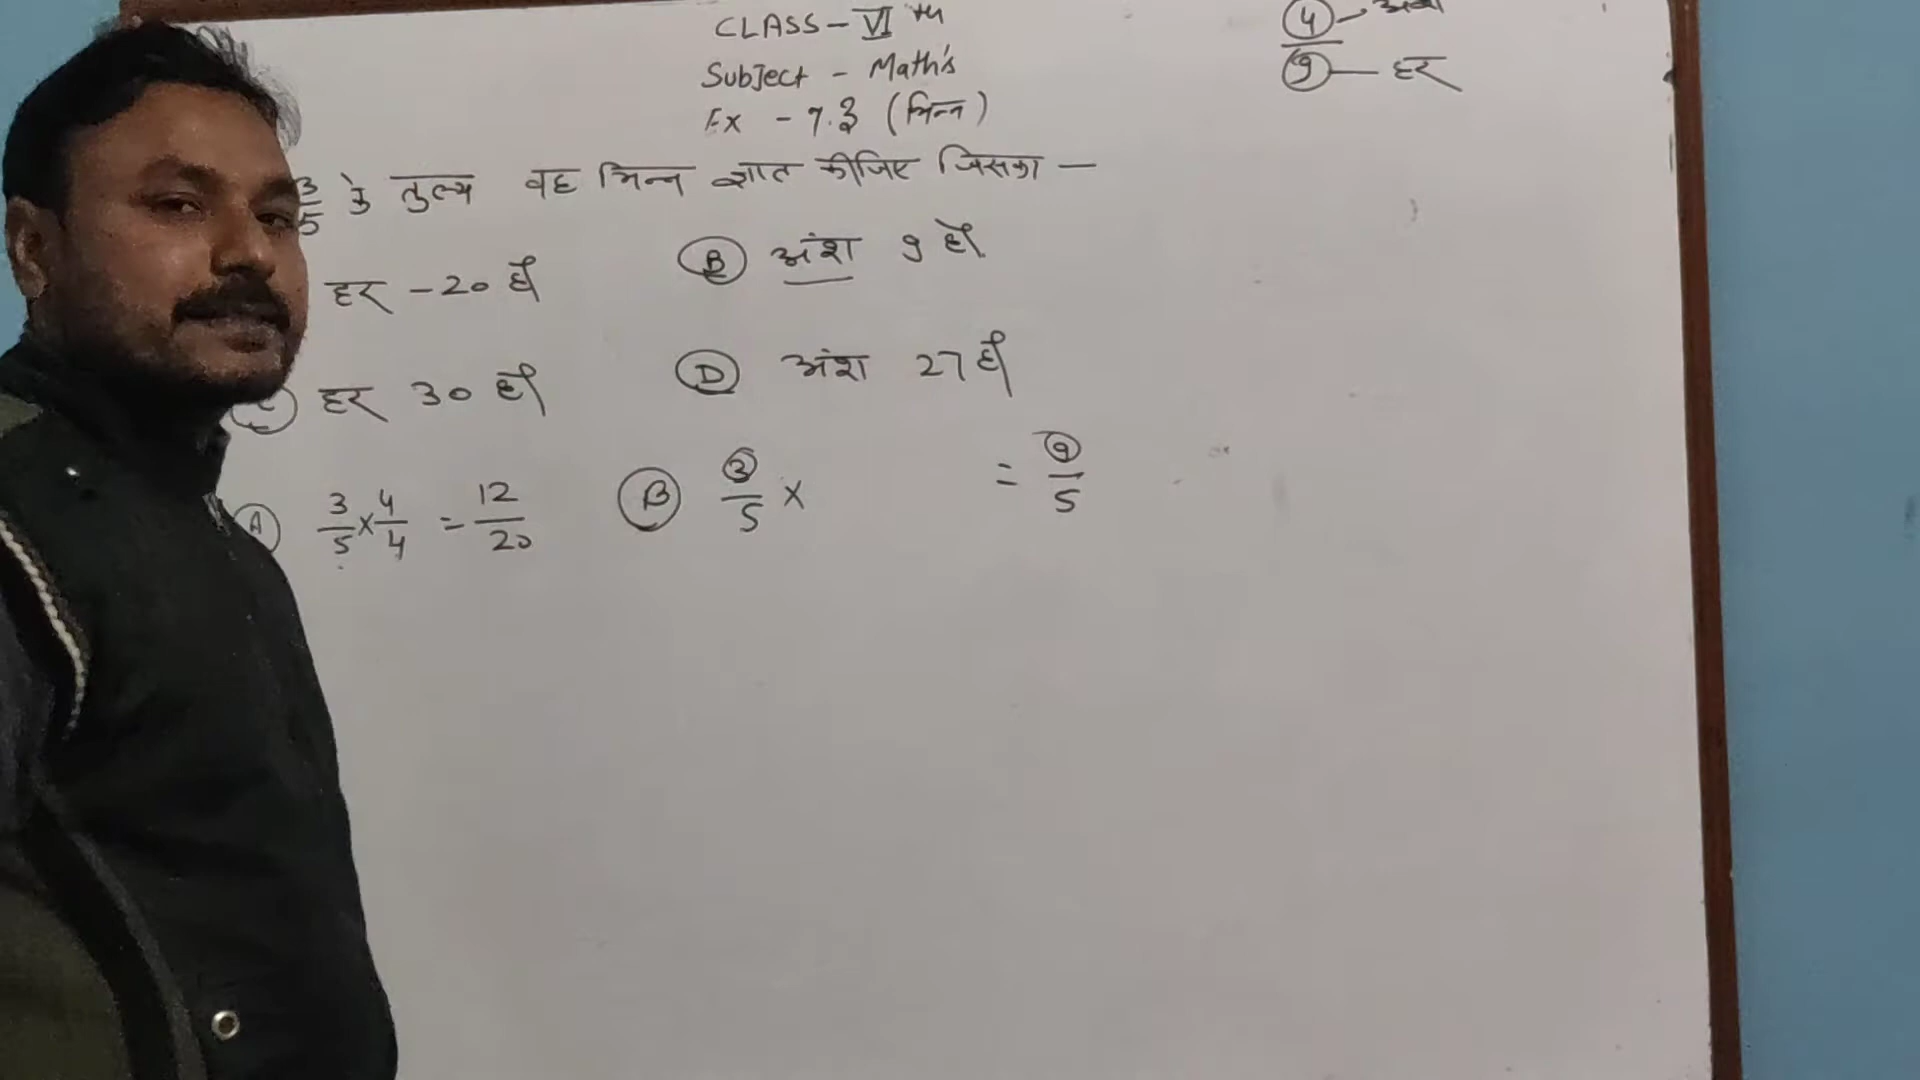 CLASS - VI th
Subject - Math's
Ex - 7.3 (भिन्न)
4 - अंश
9 - हर
3/5 के तुल्य वह भिन्न ज्ञात कीजिए जिसका -
हर - 20 हो
B अंश 9 हो.
C हर 30 हो
D अंश 27 हो
A 3/5 × 4/4 = 12/20
B 3/5 × = 9/5